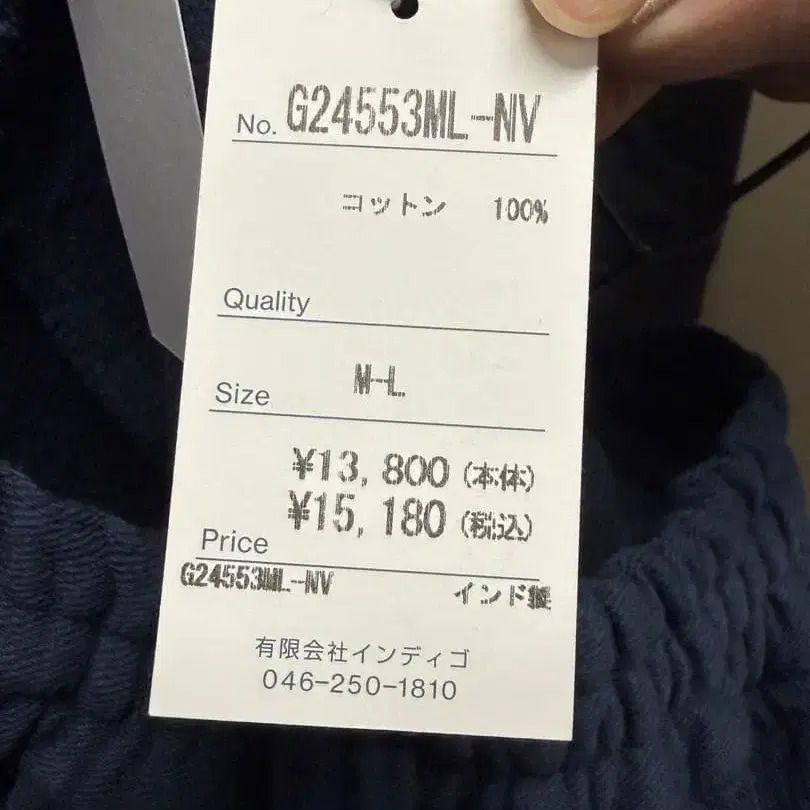 No. G24553ML-NV
コットン 100%
Quality
Size M-L
¥13,800 (本体)
¥15,180 (税込)
Price
G24553ML-NV インド製
有限会社インディゴ
046-250-1810